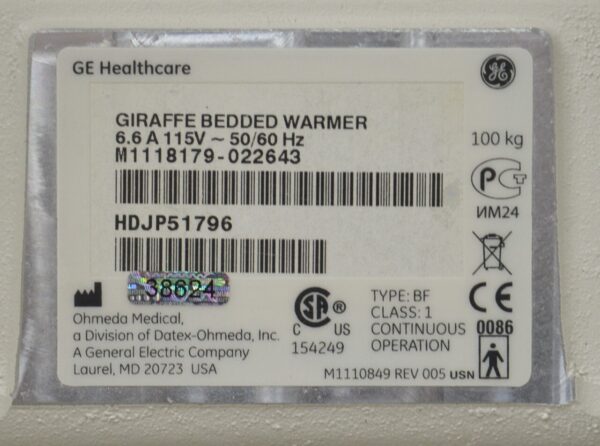 GE Healthcare
GIRAFFE BEDDED WARMER
6.6 A 115V ~ 50/60 Hz
M1118179-022643
100 kg
HDJP51796
ИМ24
38624
Ohmeda Medical,
a Division of Datex-Ohmeda, Inc.
A General Electric Company
Laurel, MD 20723 USA
C US
154249
TYPE: BF
CLASS: 1
CONTINUOUS
OPERATION
0086
M1110849 REV 005 USN